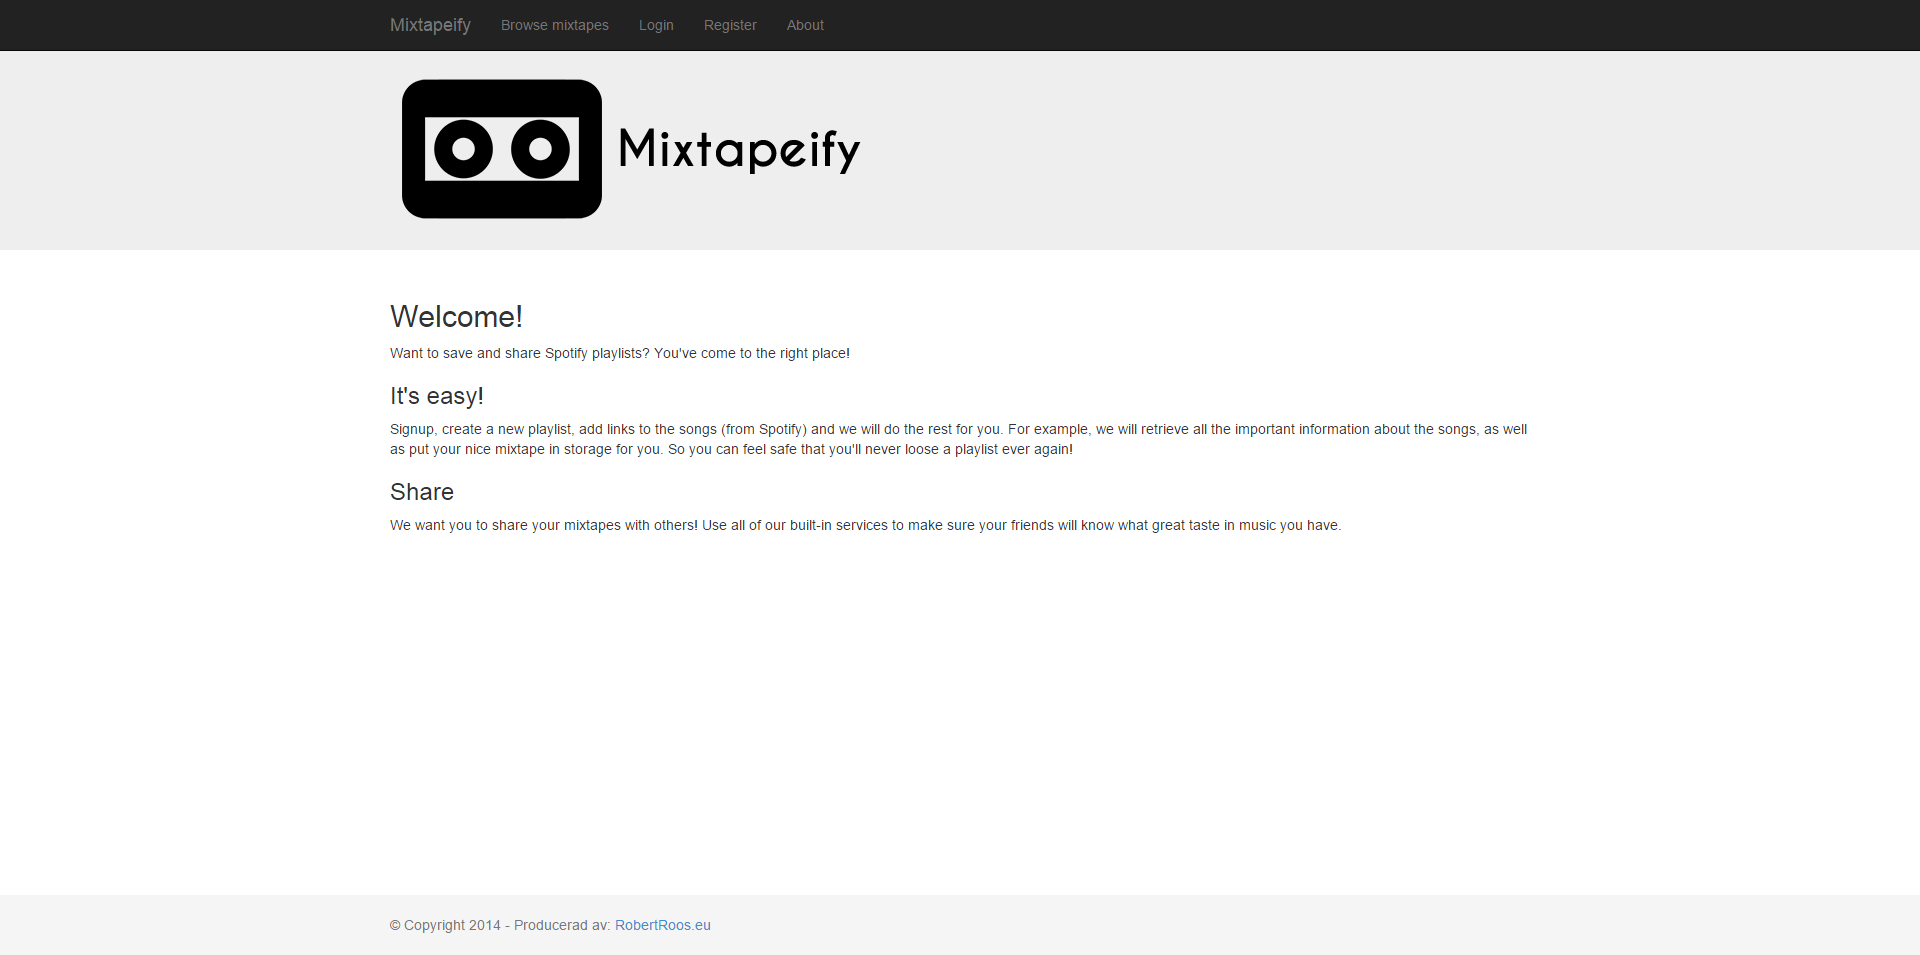 Mixtapeify Browse mixtapes Login Register About
Mixtapeify
Welcome!
Want to save and share Spotify playlists? You've come to the right place!
It's easy!
Signup, create a new playlist, add links to the songs (from Spotify) and we will do the rest for you. For example, we will retrieve all the important information about the songs, as well
as put your nice mixtape in storage for you. So you can feel safe that you'll never loose a playlist ever again!
Share
We want you to share your mixtapes with others! Use all of our built-in services to make sure your friends will know what great taste in music you have.
© Copyright 2014 - Producerad av: RobertRoos.eu